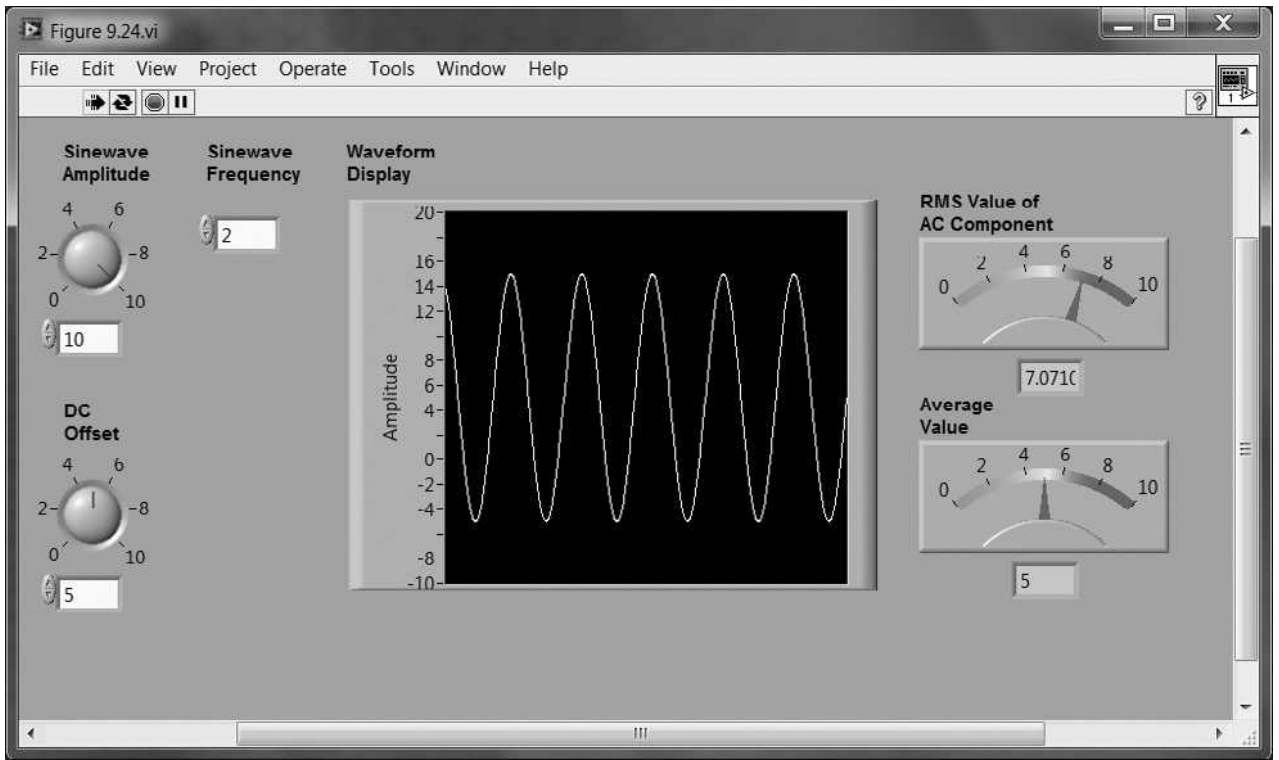 Figure 9.24.vi
File Edit View Project Operate Tools Window Help
?
1
Sinewave
Amplitude
4 6
2 8
0 10
10
Sinewave
Frequency
2
DC
Offset
4 6
2 8
0 10
5
Waveform
Display
Amplitude
20
16
14
12
8
6
4
0
-2
-4
-8
-10
RMS Value of
AC Component
0 2 4 6 8 10
7.0710
Average
Value
0 2 4 6 8 10
5